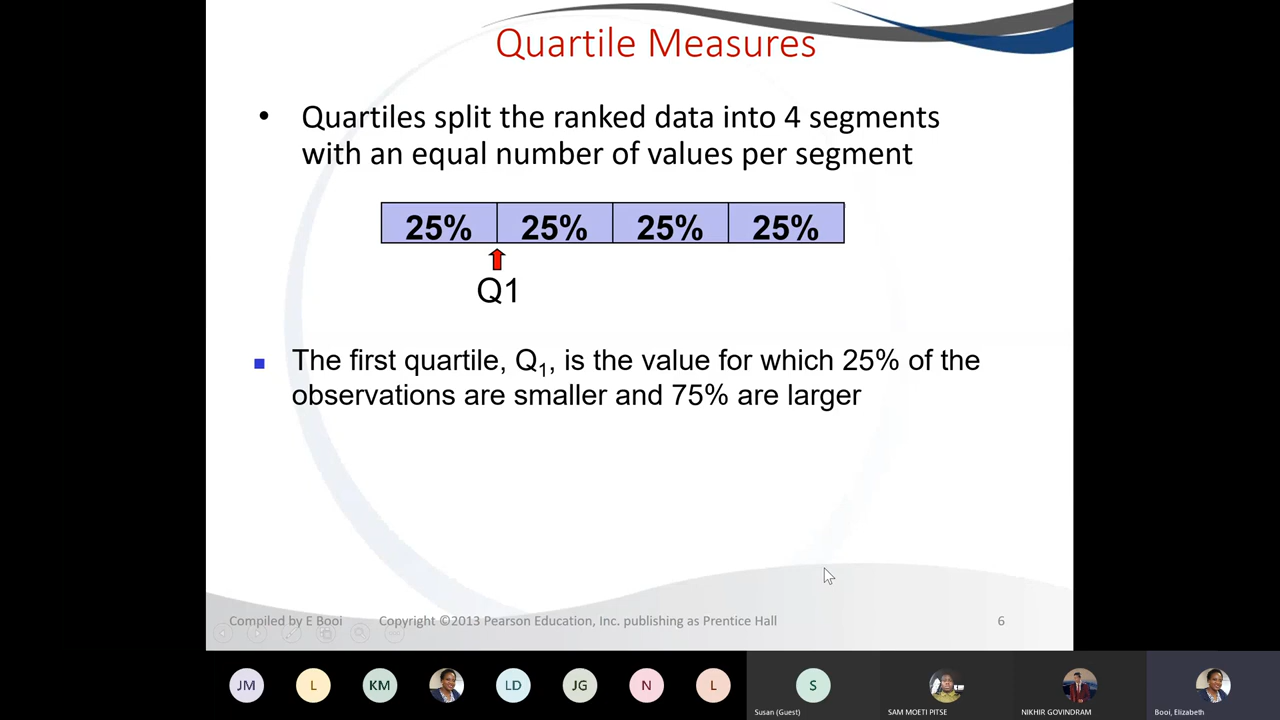 Quartile Measures
• Quartiles split the ranked data into 4 segments
with an equal number of values per segment
25% 25% 25% 25%
Q1
The first quartile, Q1, is the value for which 25% of the
observations are smaller and 75% are larger
Compiled by E Booi Copyright ©2013 Pearson Education, Inc. publishing as Prentice Hall 6
JM L KM LD JG N L S
Susan (Guest) SAM MOETI PITSE NIKHIR GOVINDRAM Booi, Elizabeth